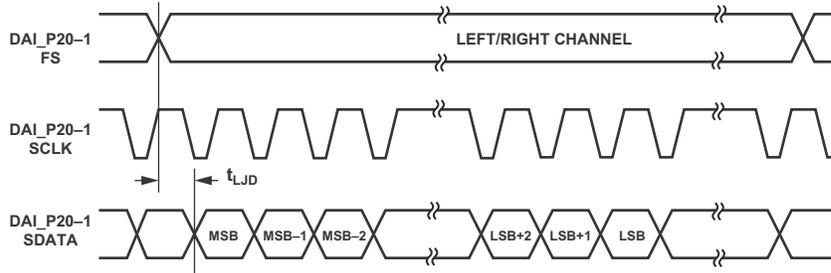 DAI_P20–1
FS
LEFT/RIGHT CHANNEL
DAI_P20–1
SCLK
tLJD
DAI_P20–1
SDATA
MSB MSB–1 MSB–2 LSB+2 LSB+1 LSB